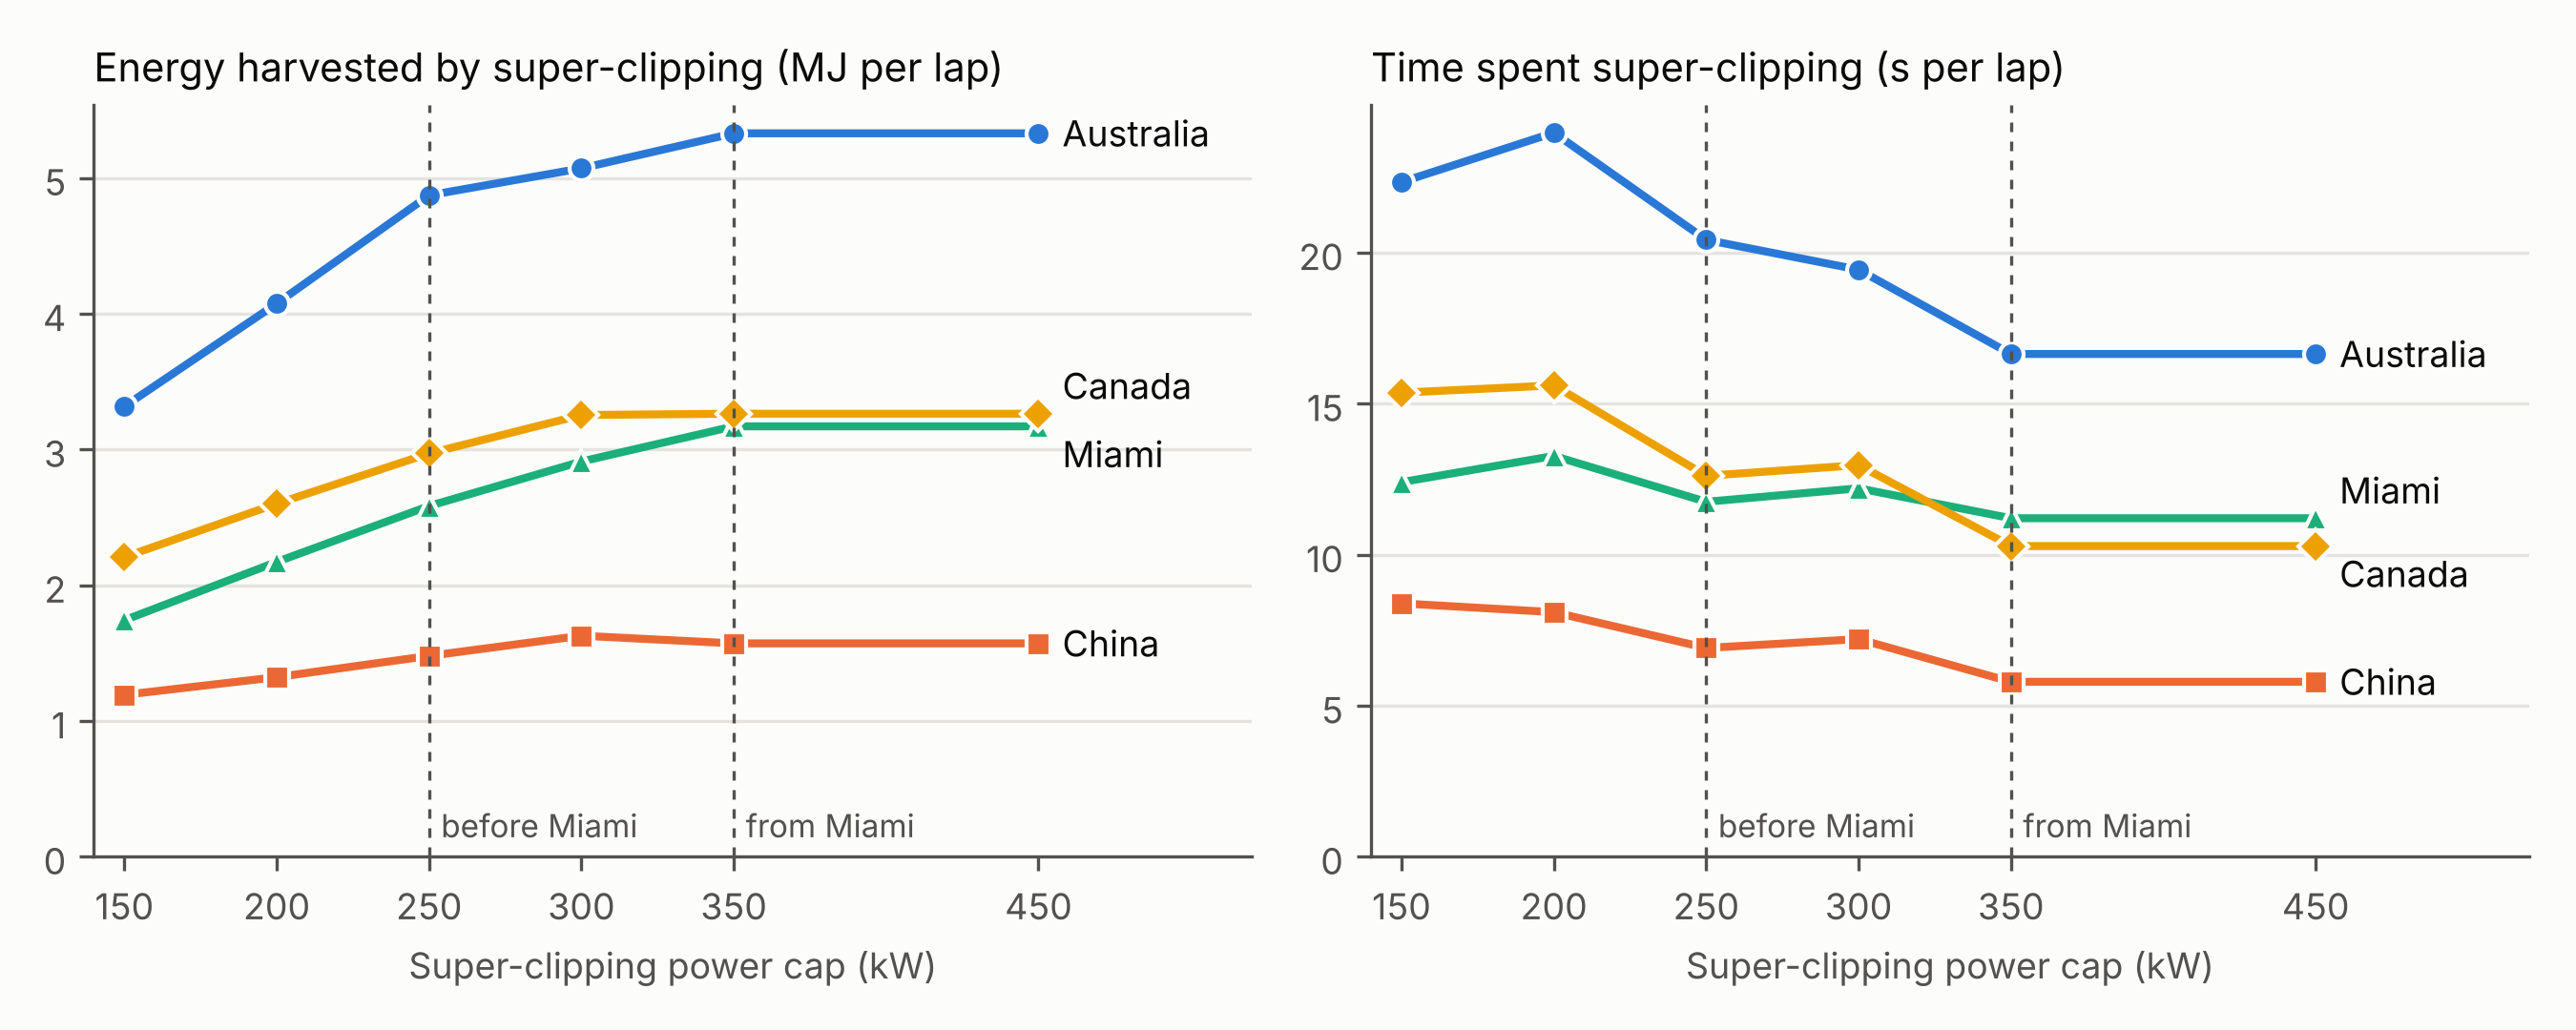 Energy harvested by super-clipping (MJ per lap)
5
4
3
2
1
0
Australia
Canada
Miami
China
before Miami
from Miami
150 200 250 300 350 450
Super-clipping power cap (kW)
Time spent super-clipping (s per lap)
20
15
10
5
0
Australia
Miami
Canada
China
before Miami
from Miami
150 200 250 300 350 450
Super-clipping power cap (kW)